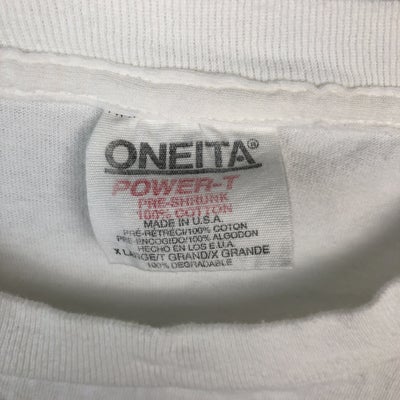 ONEITA®
POWER-T
PRE-SHRUNK
100% COTTON
MADE IN U.S.A.
PRE-RÉTRÉCI/100% COTON
PRE-ENCOGIDO/100% ALGODON
HECHO EN LOS E.U.A.
X LARGE/T GRAND/X GRANDE
100% DEGRADABLE